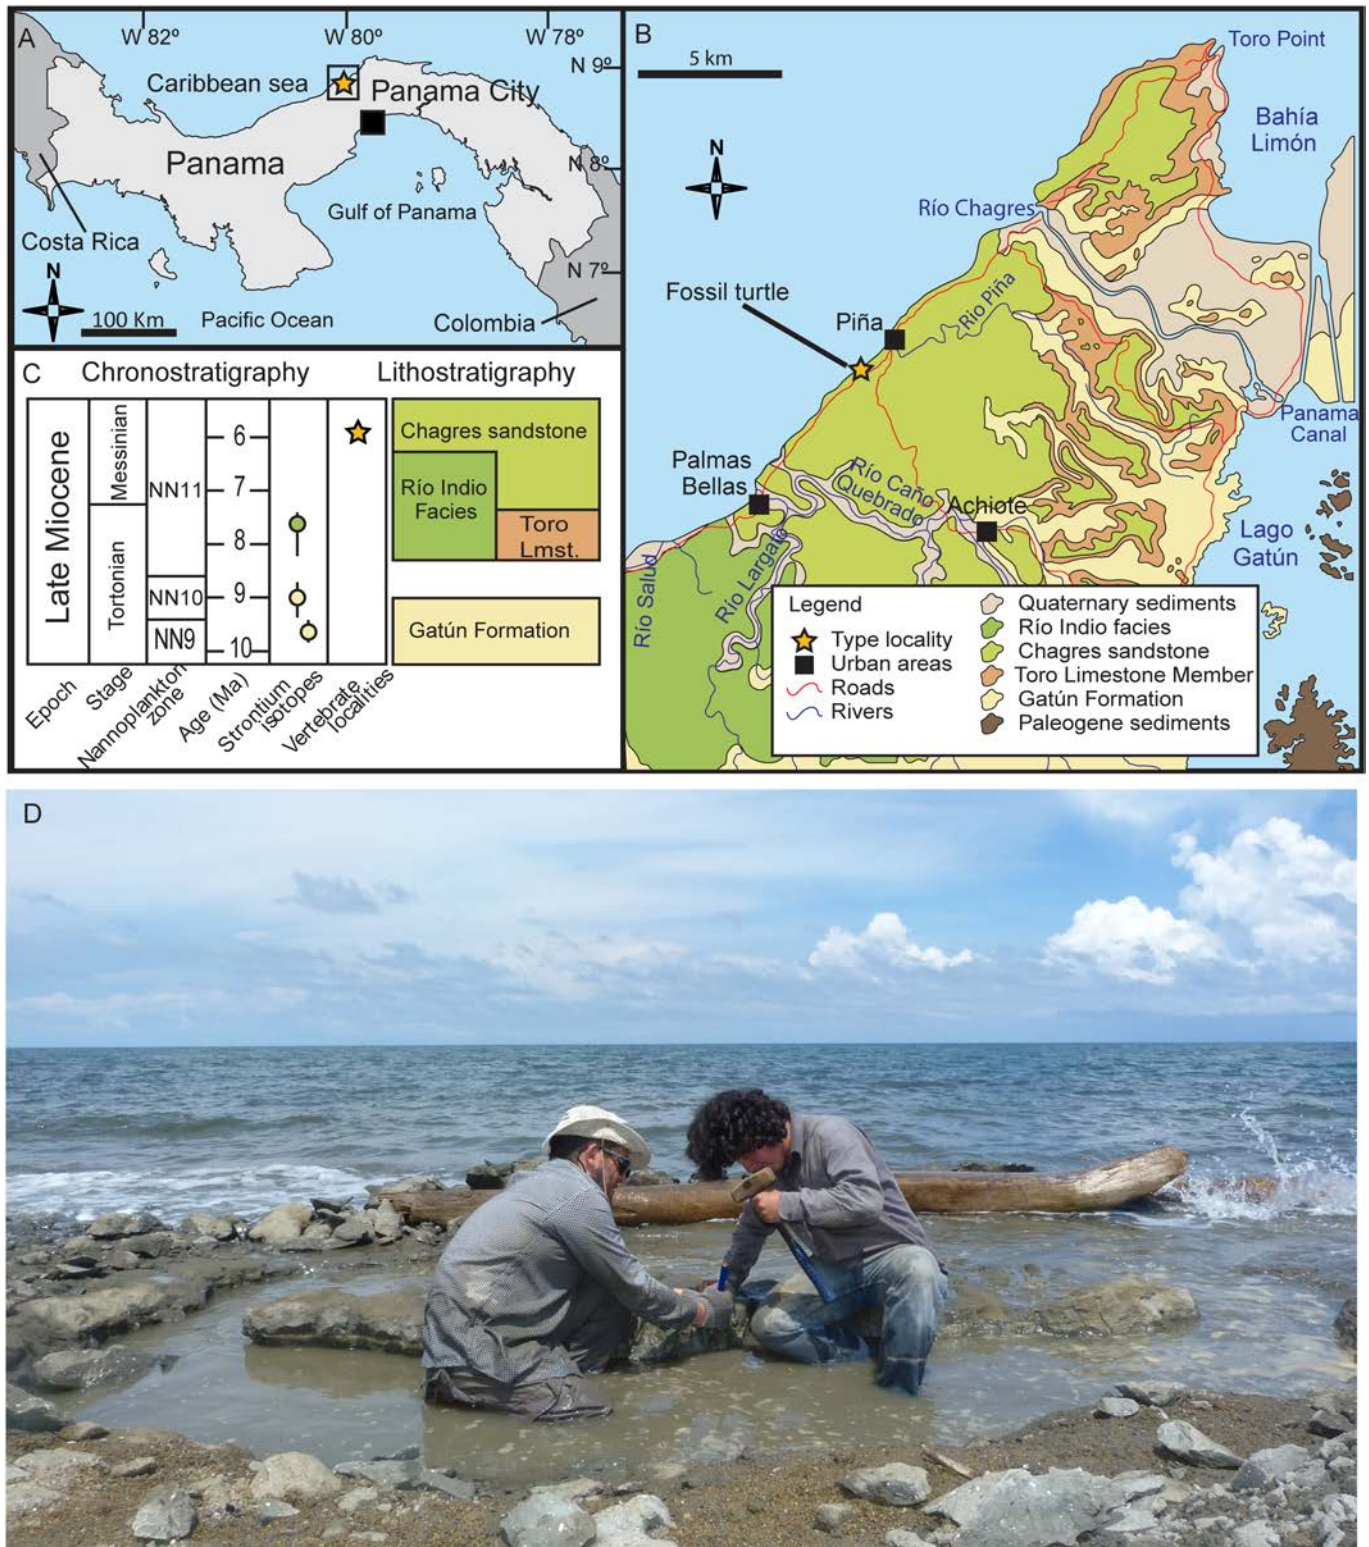 A
W 82º
W 80º
W 78º
N 9º
Caribbean sea
Panama City
Panama
N 8º
Gulf of Panama
Costa Rica
N
N 7º
100 Km
Pacific Ocean
Colombia
B
5 km
Toro Point
Bahía
Limón
N
Río Chagres
Fossil turtle
Río Piña
Piña
Panama
Canal
Palmas
Bellas
Río Caño
Quebrado
Achiote
Lago
Gatún
Río Salud
Río Largato
Legend
Type locality
Urban areas
Roads
Rivers
Quaternary sediments
Río Indio facies
Chagres sandstone
Toro Limestone Member
Gatún Formation
Paleogene sediments
C
Chronostratigraphy
Lithostratigraphy
Late Miocene
Messinian
Tortonian
NN11
NN10
NN9
6
7
8
9
10
Chagres sandstone
Río Indio
Facies
Toro
Lmst.
Gatún Formation
Epoch
Stage
Nannoplankton
zone
Age (Ma)
Strontium
isotopes
Vertebrate
localities
D